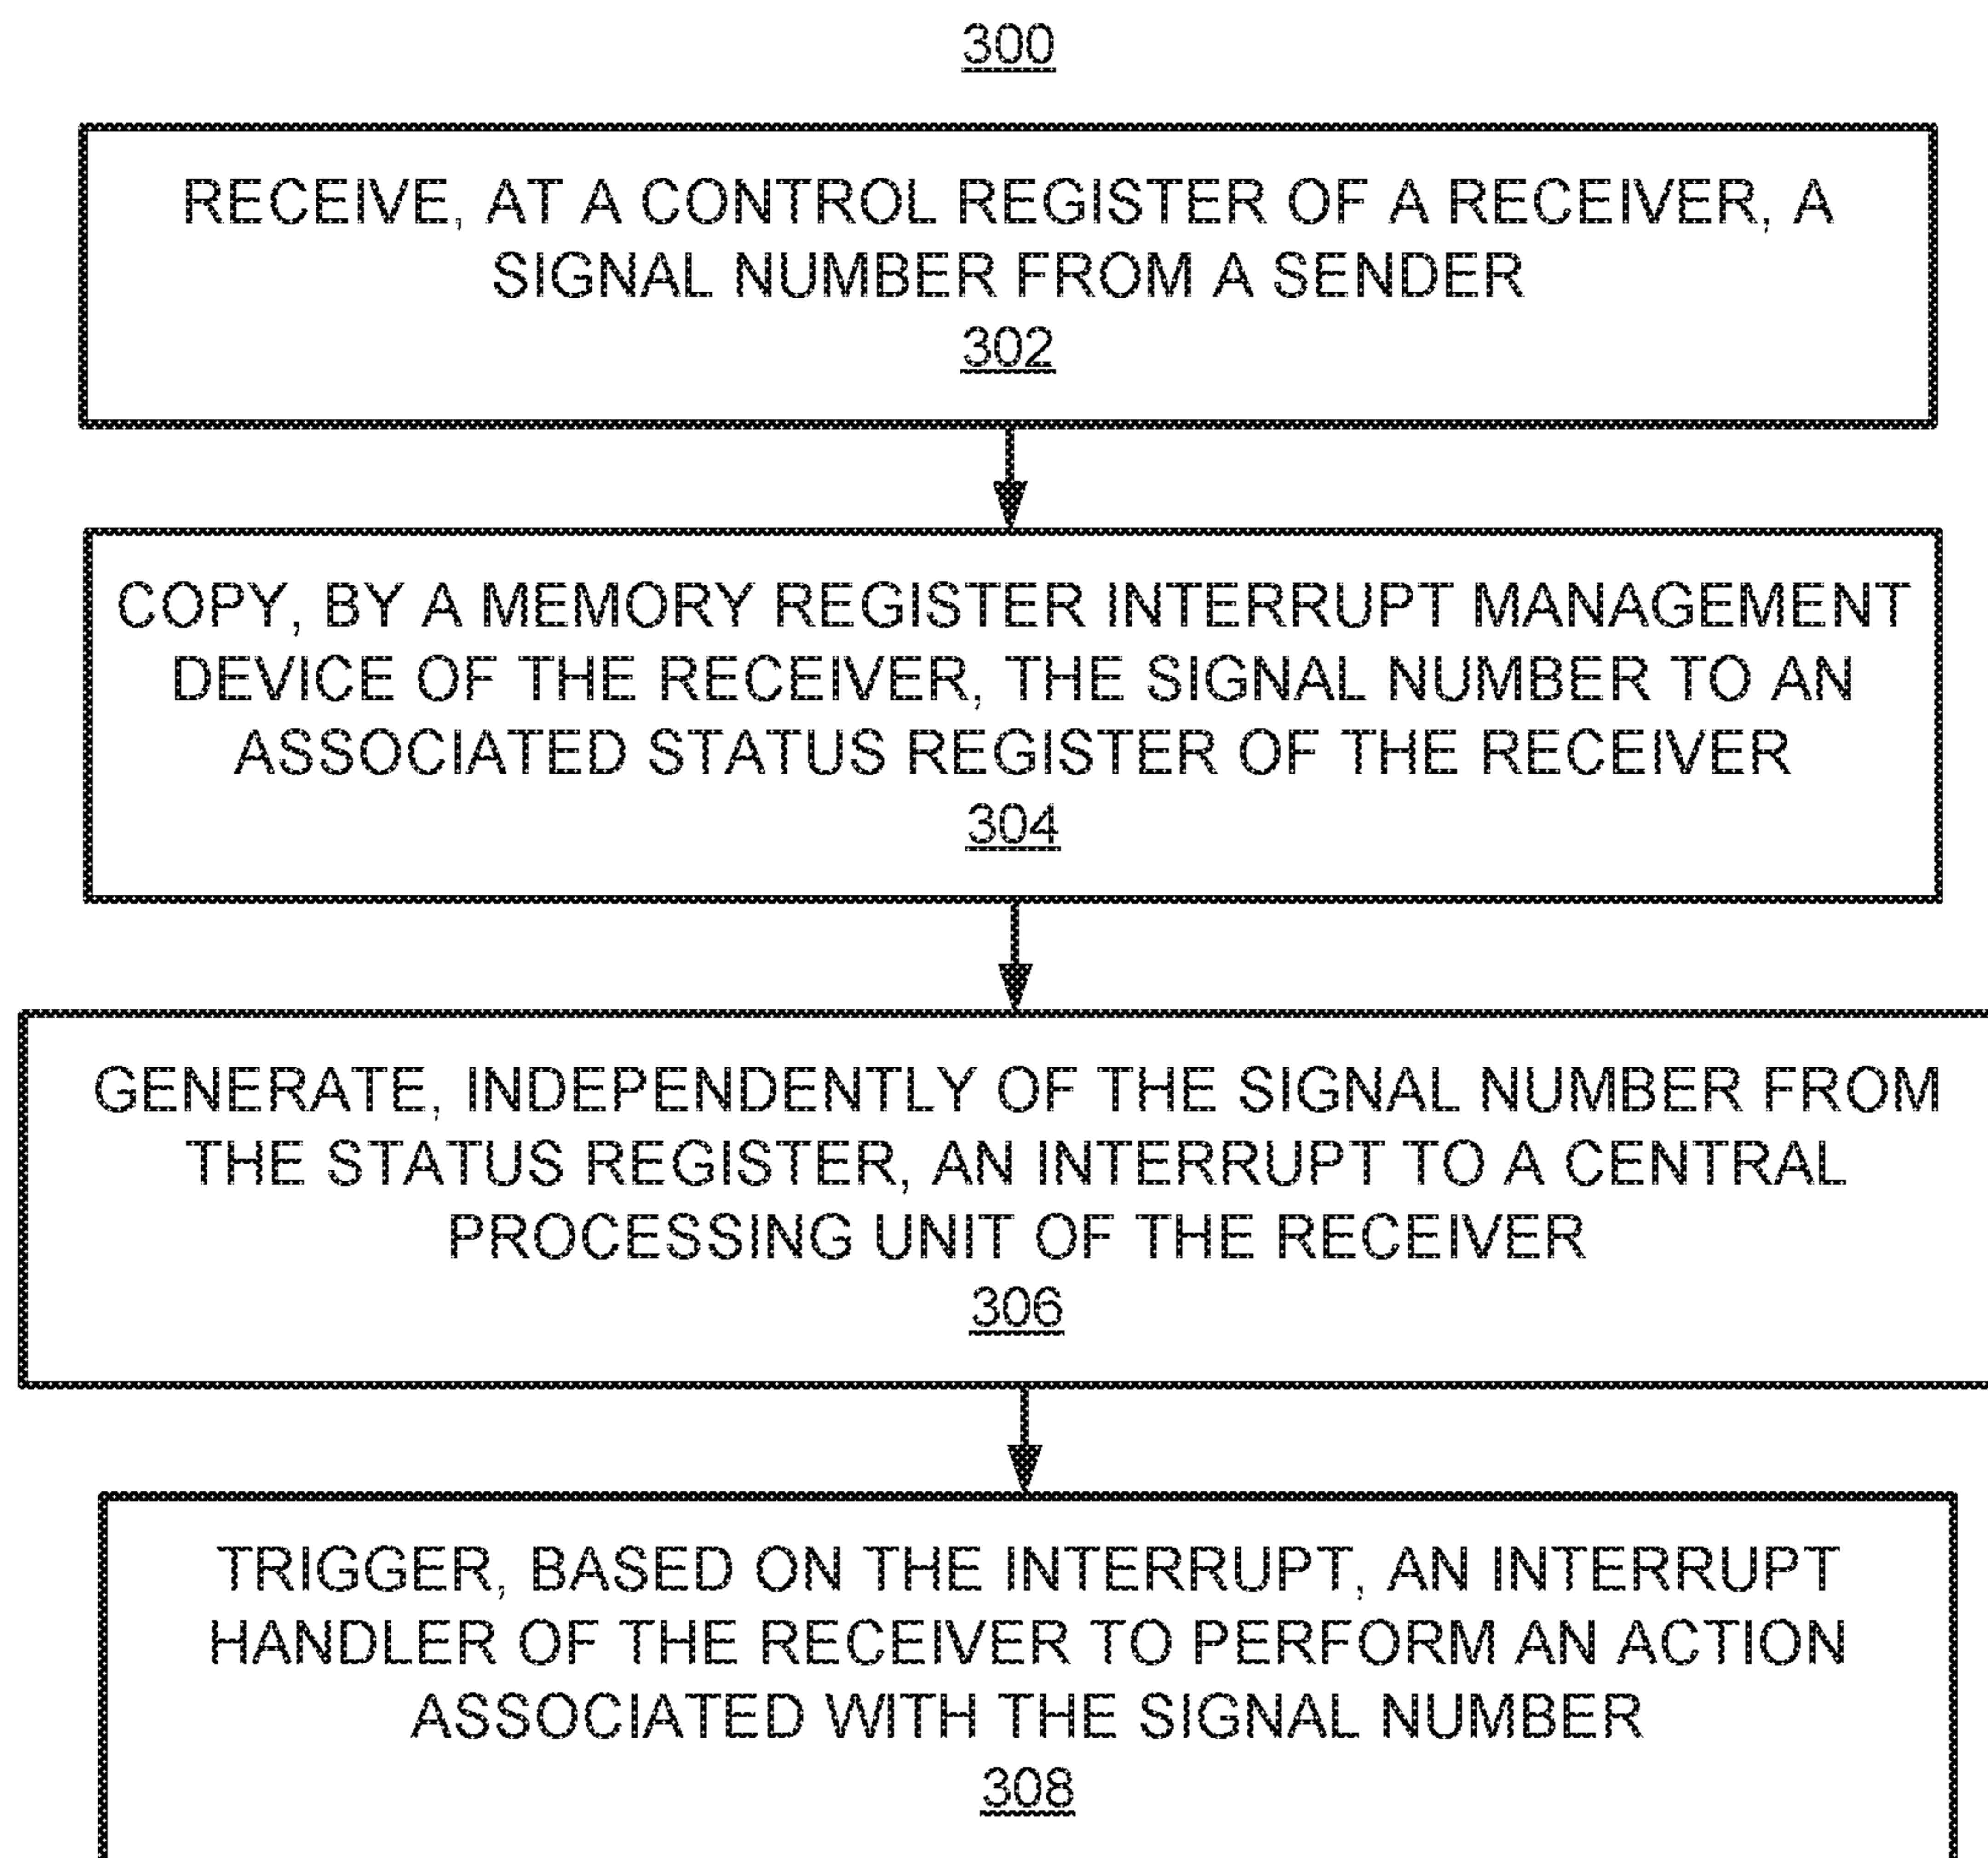 300
RECEIVE, AT A CONTROL REGISTER OF A RECEIVER, A
SIGNAL NUMBER FROM A SENDER
302
COPY, BY A MEMORY REGISTER INTERRUPT MANAGEMENT
DEVICE OF THE RECEIVER, THE SIGNAL NUMBER TO AN
ASSOCIATED STATUS REGISTER OF THE RECEIVER
304
GENERATE, INDEPENDENTLY OF THE SIGNAL NUMBER FROM
THE STATUS REGISTER, AN INTERRUPT TO A CENTRAL
PROCESSING UNIT OF THE RECEIVER
306
TRIGGER, BASED ON THE INTERRUPT, AN INTERRUPT
HANDLER OF THE RECEIVER TO PERFORM AN ACTION
ASSOCIATED WITH THE SIGNAL NUMBER
308